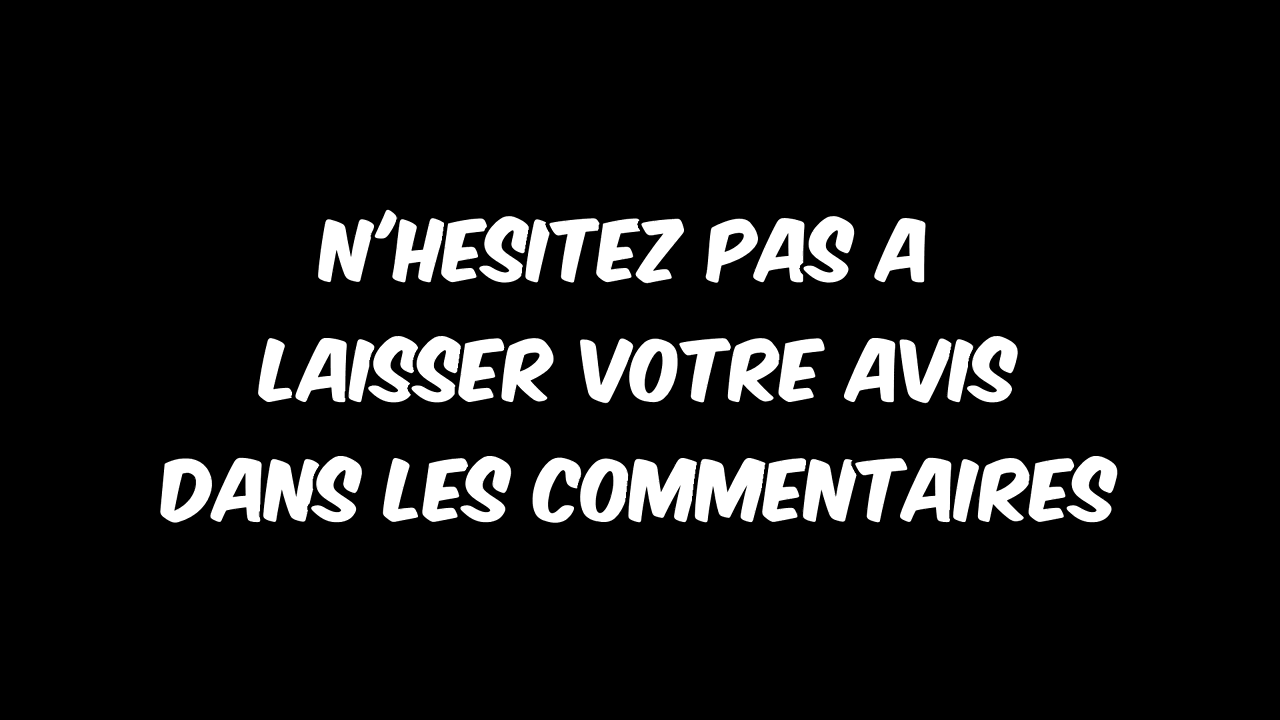 N'HESITEZ PAS A
LAISSER VOTRE AVIS
DANS LES COMMENTAIRES